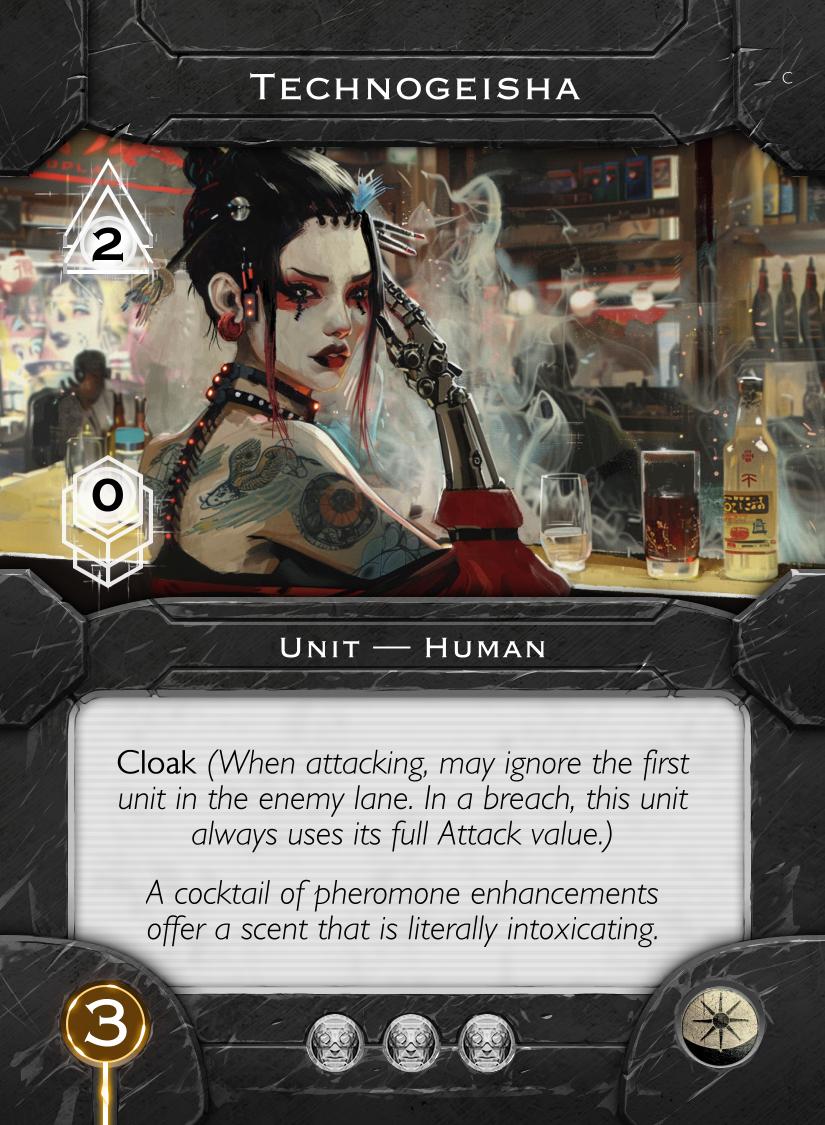 Technogeisha
C
2
0
Unit — Human
Cloak (When attacking, may ignore the first
unit in the enemy lane. In a breach, this unit
always uses its full Attack value.)
A cocktail of pheromone enhancements
offer a scent that is literally intoxicating.
3